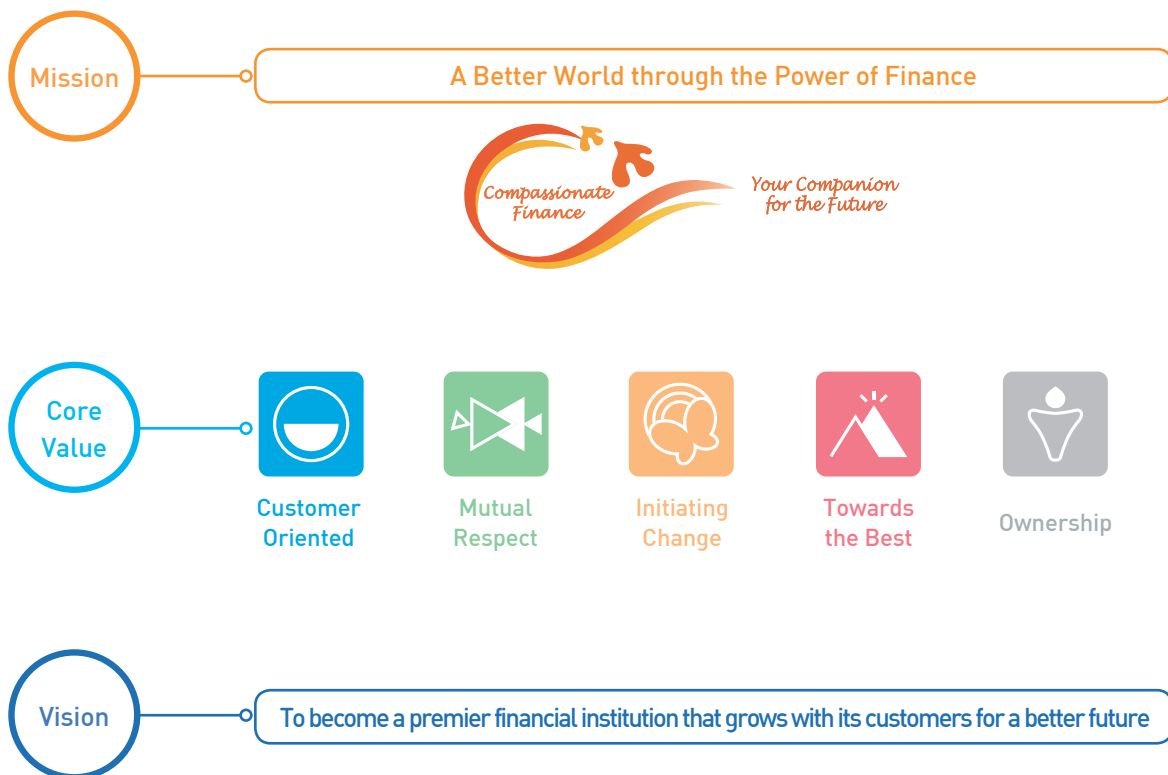 Mission
A Better World through the Power of Finance
Compassionate
Finance
Your Companion
for the Future
Core
Value
Customer
Oriented
Mutual
Respect
Initiating
Change
Towards
the Best
Ownership
Vision
To become a premier financial institution that grows with its customers for a better future